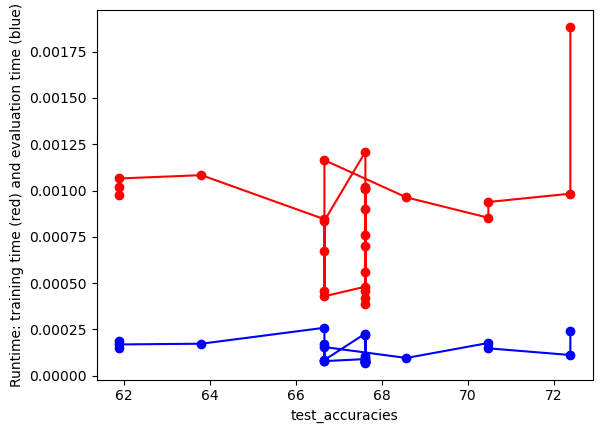 Runtime: training time (red) and evaluation time (blue)
0.00175
0.00150
0.00125
0.00100
0.00075
0.00050
0.00025
0.00000
62 64 66 68 70 72
test_accuracies